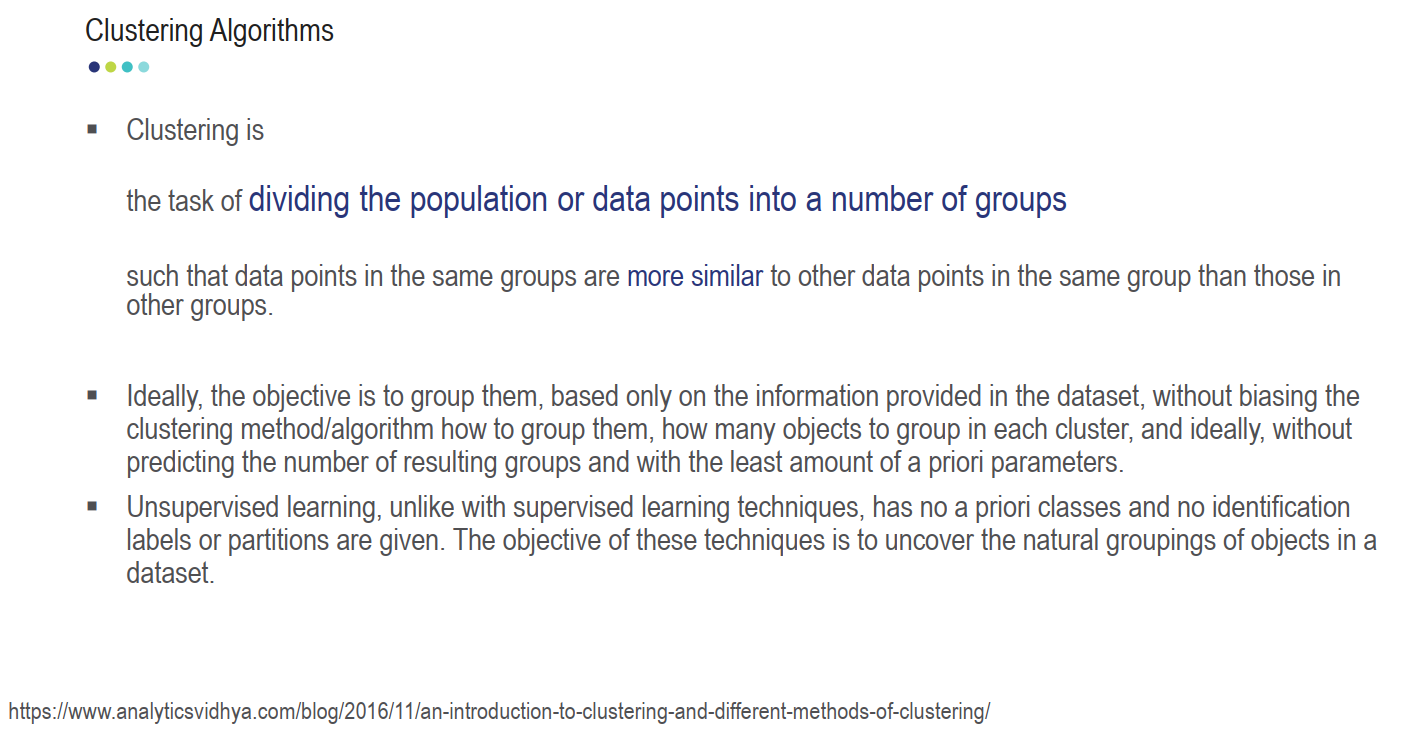 Clustering Algorithms
▪ Clustering is
the task of dividing the population or data points into a number of groups
such that data points in the same groups are more similar to other data points in the same group than those in
other groups.
▪ Ideally, the objective is to group them, based only on the information provided in the dataset, without biasing the
clustering method/algorithm how to group them, how many objects to group in each cluster, and ideally, without
predicting the number of resulting groups and with the least amount of a priori parameters.
▪ Unsupervised learning, unlike with supervised learning techniques, has no a priori classes and no identification
labels or partitions are given. The objective of these techniques is to uncover the natural groupings of objects in a
dataset.
https://www.analyticsvidhya.com/blog/2016/11/an-introduction-to-clustering-and-different-methods-of-clustering/